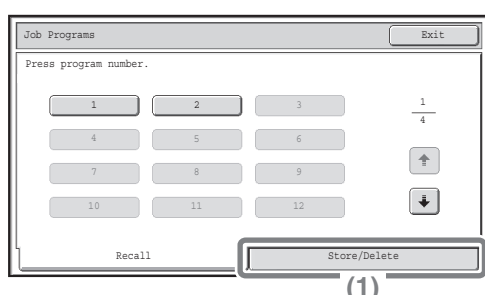 Job Programs Exit
Press program number.
1 2 3 1
4
4 5 6
7 8 9
10 11 12
Recall Store/Delete
(1)